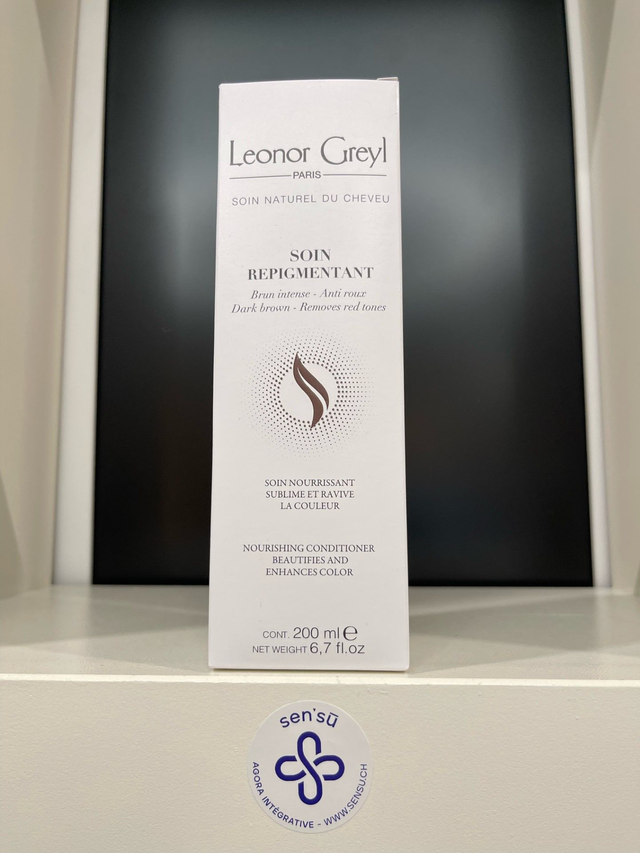 Leonor Greyl
PARIS
SOIN NATUREL DU CHEVEU
SOIN
REPIGMENTANT
Brun intense - Anti roux
Dark brown - Removes red tones
SOIN NOURRISSANT
SUBLIME ET RAVIVE
LA COULEUR
NOURISHING CONDITIONER
BEAUTIFIES AND
ENHANCES COLOR
CONT. 200 ml ℮
NET WEIGHT 6,7 fl.oz
sen'sū
AGORA INTÉGRATIVE - WWW.SENSU.CH